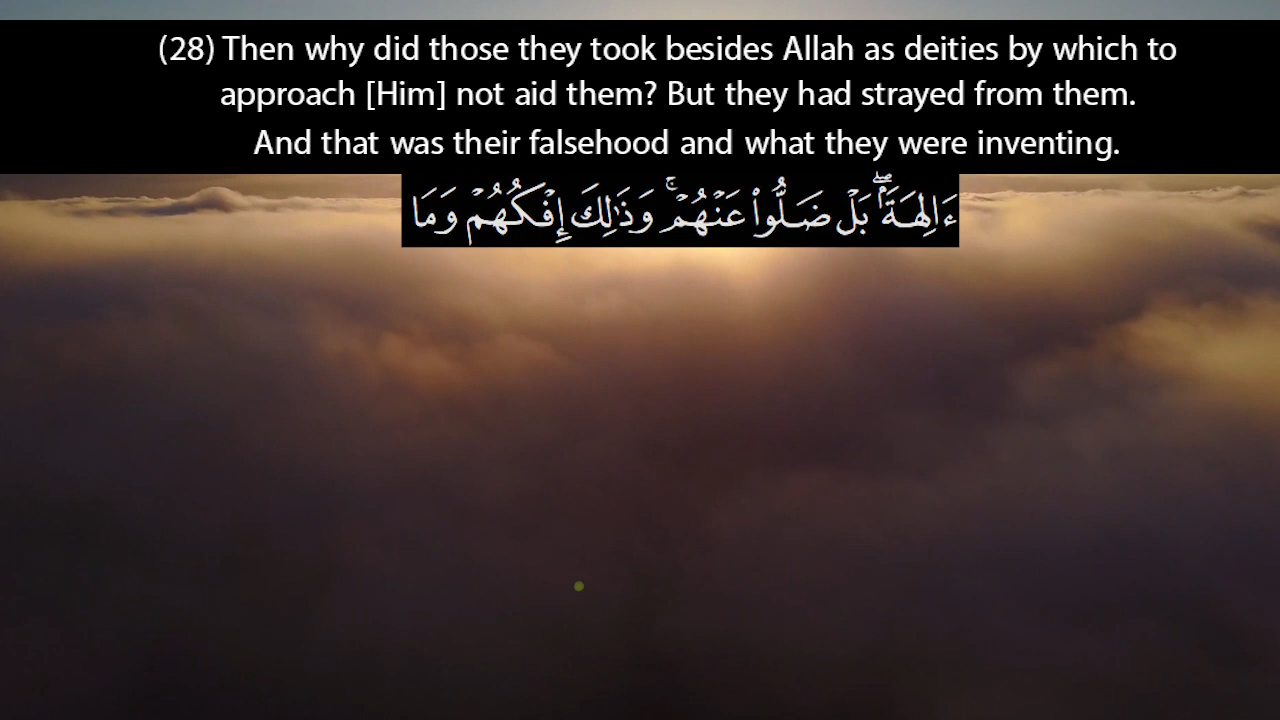 (28) Then why did those they took besides Allah as deities by which to
approach [Him] not aid them? But they had strayed from them.
And that was their falsehood and what they were inventing.
ءَالِهَةَۢۖ بَلْ ضَلُّوا۟ عَنْهُمْ ۚ وَذَٰلِكَ إِفْكُهُمْ وَمَا